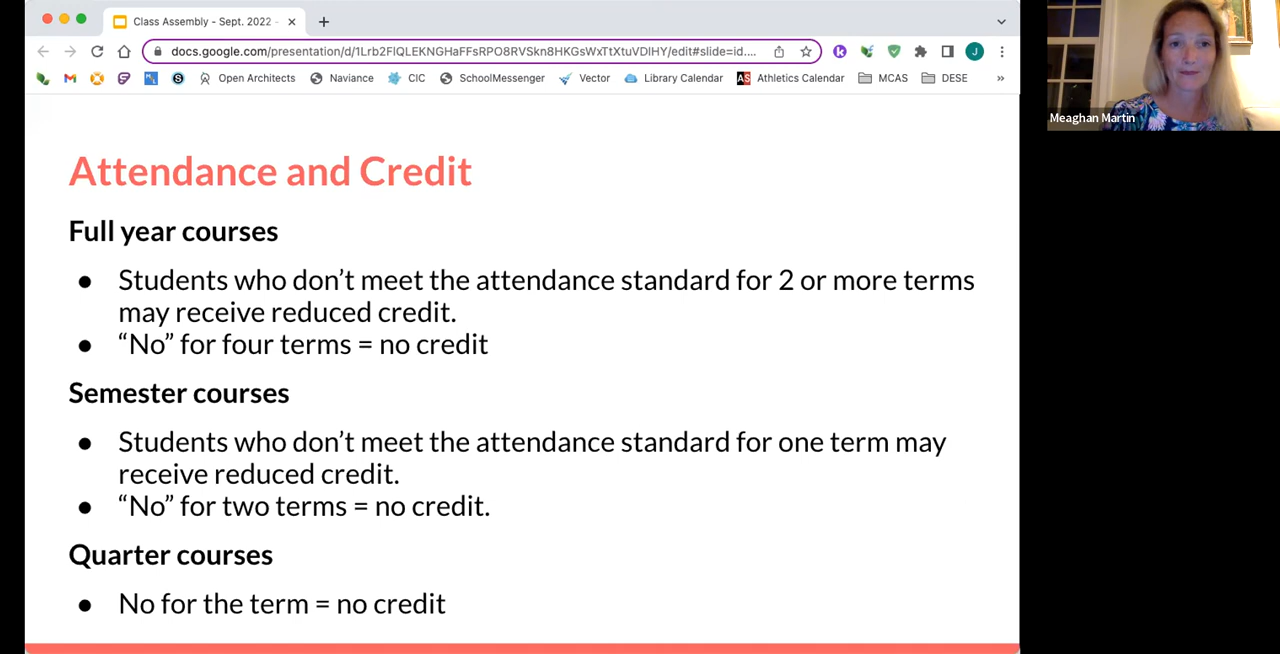 Class Assembly - Sept. 2022 -
docs.google.com/presentation/d/1Lrb2FlQLEKNGHaFFsRPO8RVSkn8HKGsWxTtXtuVDlHY/edit#slide=id....
J
Open Architects Naviance CIC SchoolMessenger Vector Library Calendar AS Athletics Calendar MCAS DESE »
Meaghan Martin
Attendance and Credit
Full year courses
● Students who don’t meet the attendance standard for 2 or more terms
may receive reduced credit.
● “No” for four terms = no credit
Semester courses
● Students who don’t meet the attendance standard for one term may
receive reduced credit.
● “No” for two terms = no credit.
Quarter courses
● No for the term = no credit